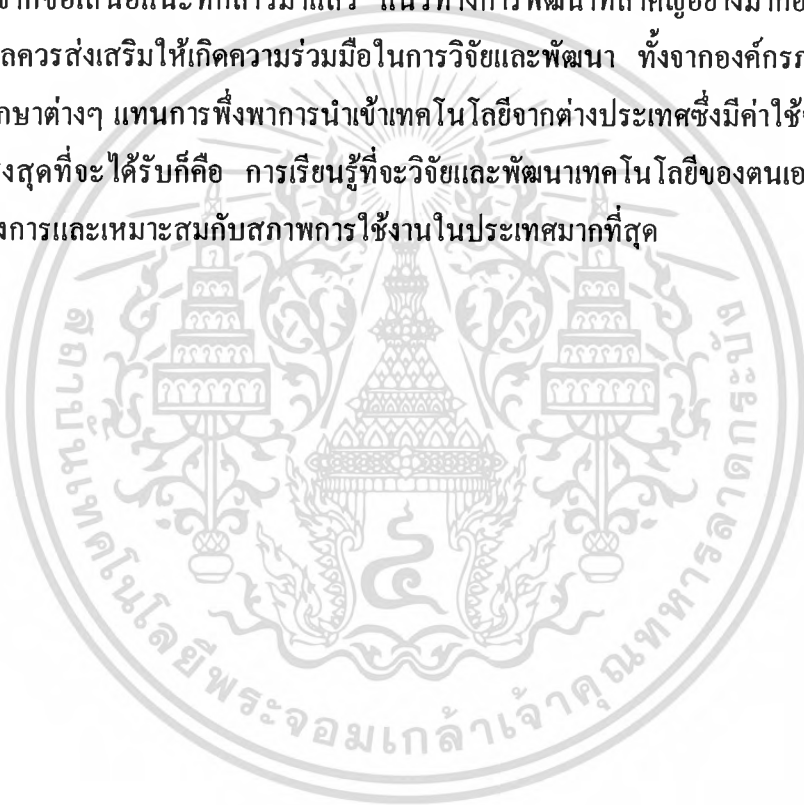 ลควรส่งเสริมให้เกิดความร่วมมือในการวิจัยและพัฒนา ทั้งจากองค์กรภ
าษาต่างๆ แทนการพึ่งพาการนำเข้าเทคโนโลยีจากต่างประเทศซึ่งมีค่าใช้
งสุดที่จะได้รับก็คือ การเรียนรู้ที่จะวิจัยและพัฒนาเทคโนโลยีของตนเอ
งการและเหมาะสมกับสภาพการใช้งานในประเทศมากที่สุด
สถาบันเทคโนโลยีพระจอมเกล้าเจ้าคุณทหารลาดกระบัง